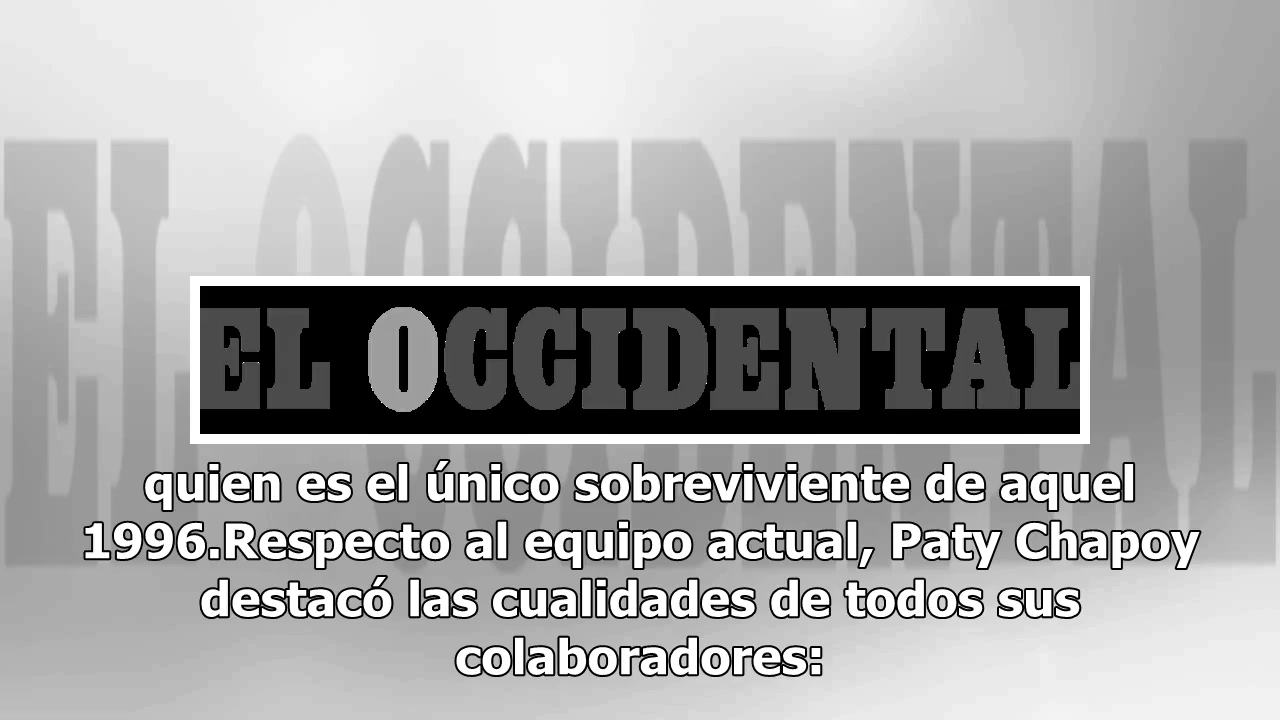 EL OCCIDENTAL
EL OCCIDENTAL
quien es el único sobreviviente de aquel
1996.Respecto al equipo actual, Paty Chapoy
destacó las cualidades de todos sus
colaboradores: